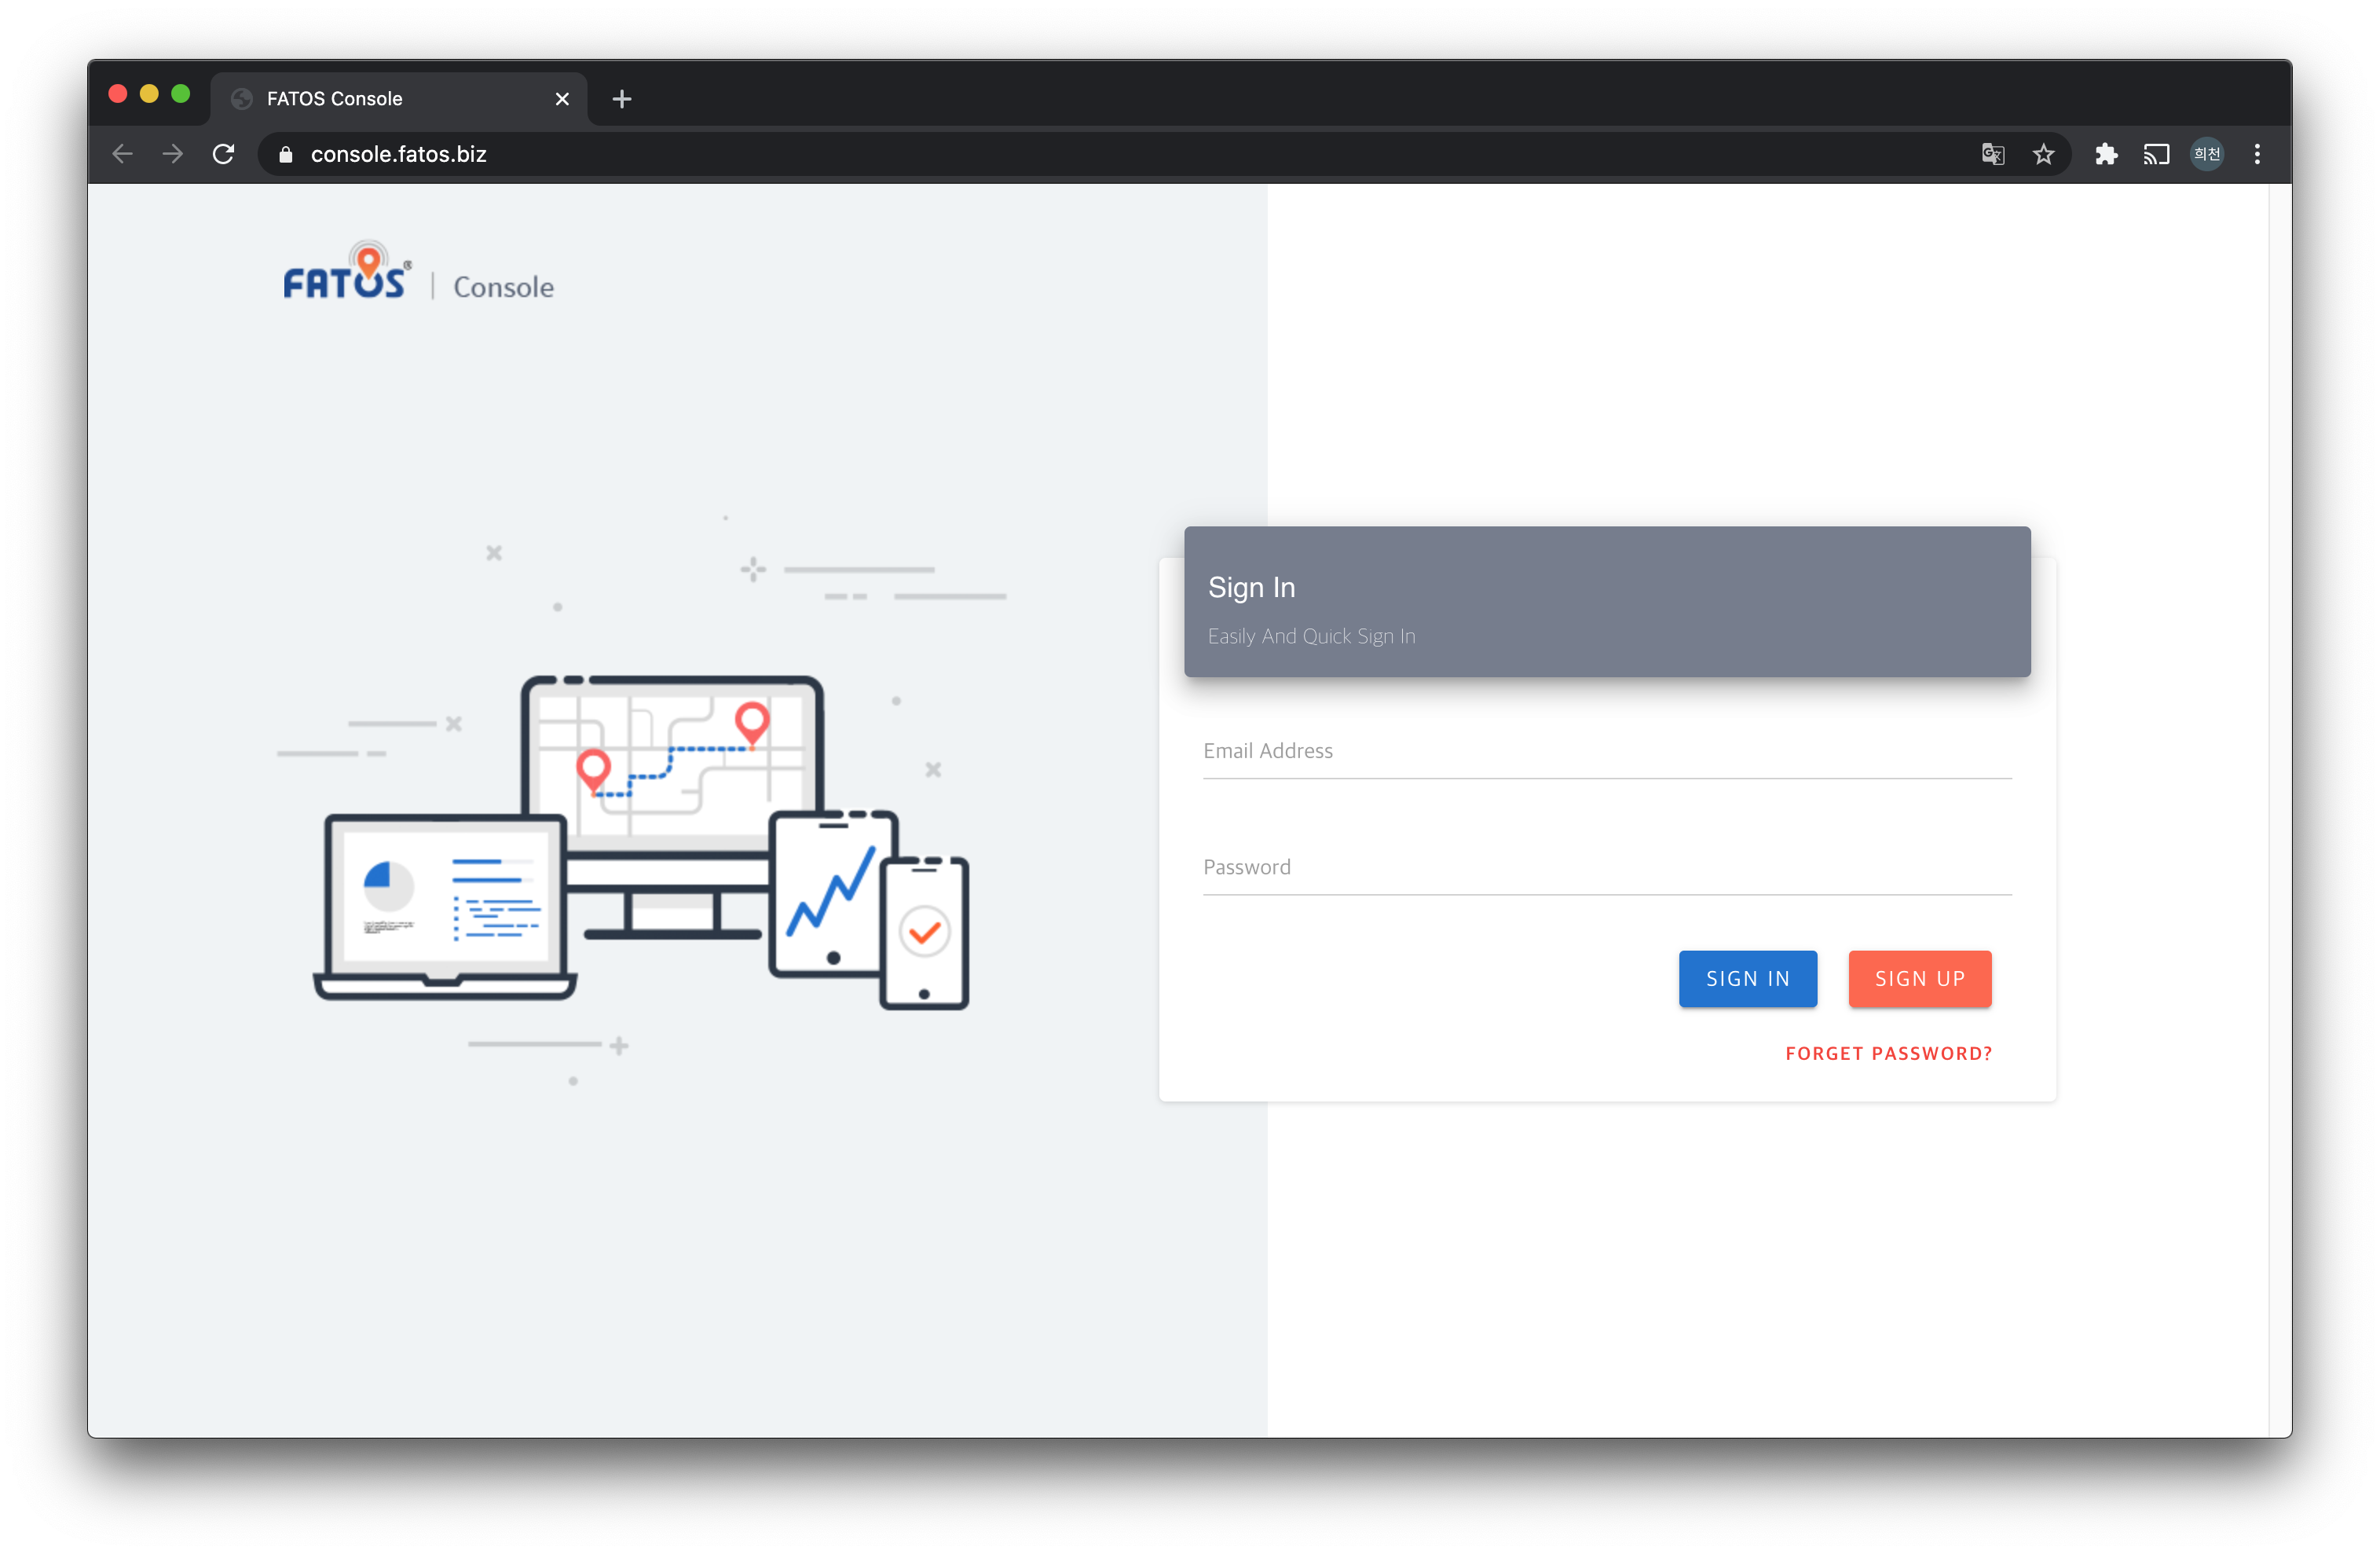 FATOS Console
console.fatos.biz
희천
FATOS® | Console
Sign In
Easily And Quick Sign In
Email Address
Password
SIGN IN
SIGN UP
FORGET PASSWORD?